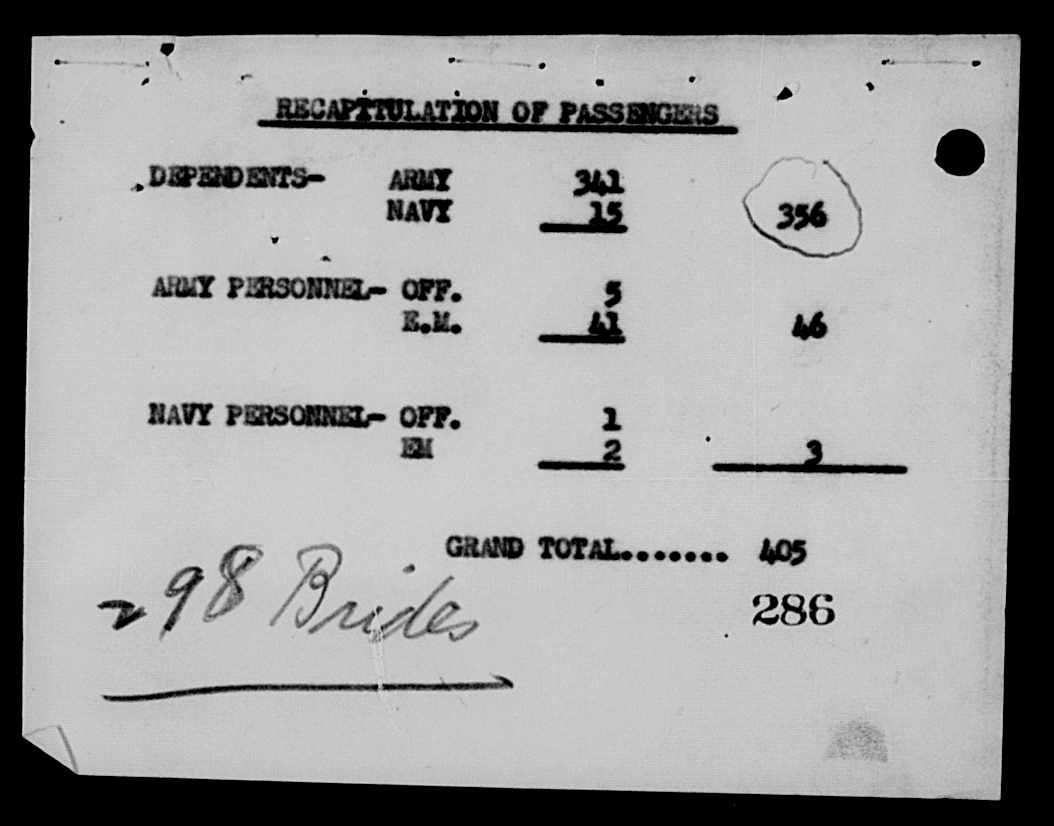 RECAPITULATION OF PASSENGERS
DEPENDENTS- ARMY 341
NAVY 15 356
ARMY PERSONNEL- OFF. 5
E.M. 41 46
NAVY PERSONNEL- OFF. 1
EM 2 3
GRAND TOTAL........ 405
298 Brides
286